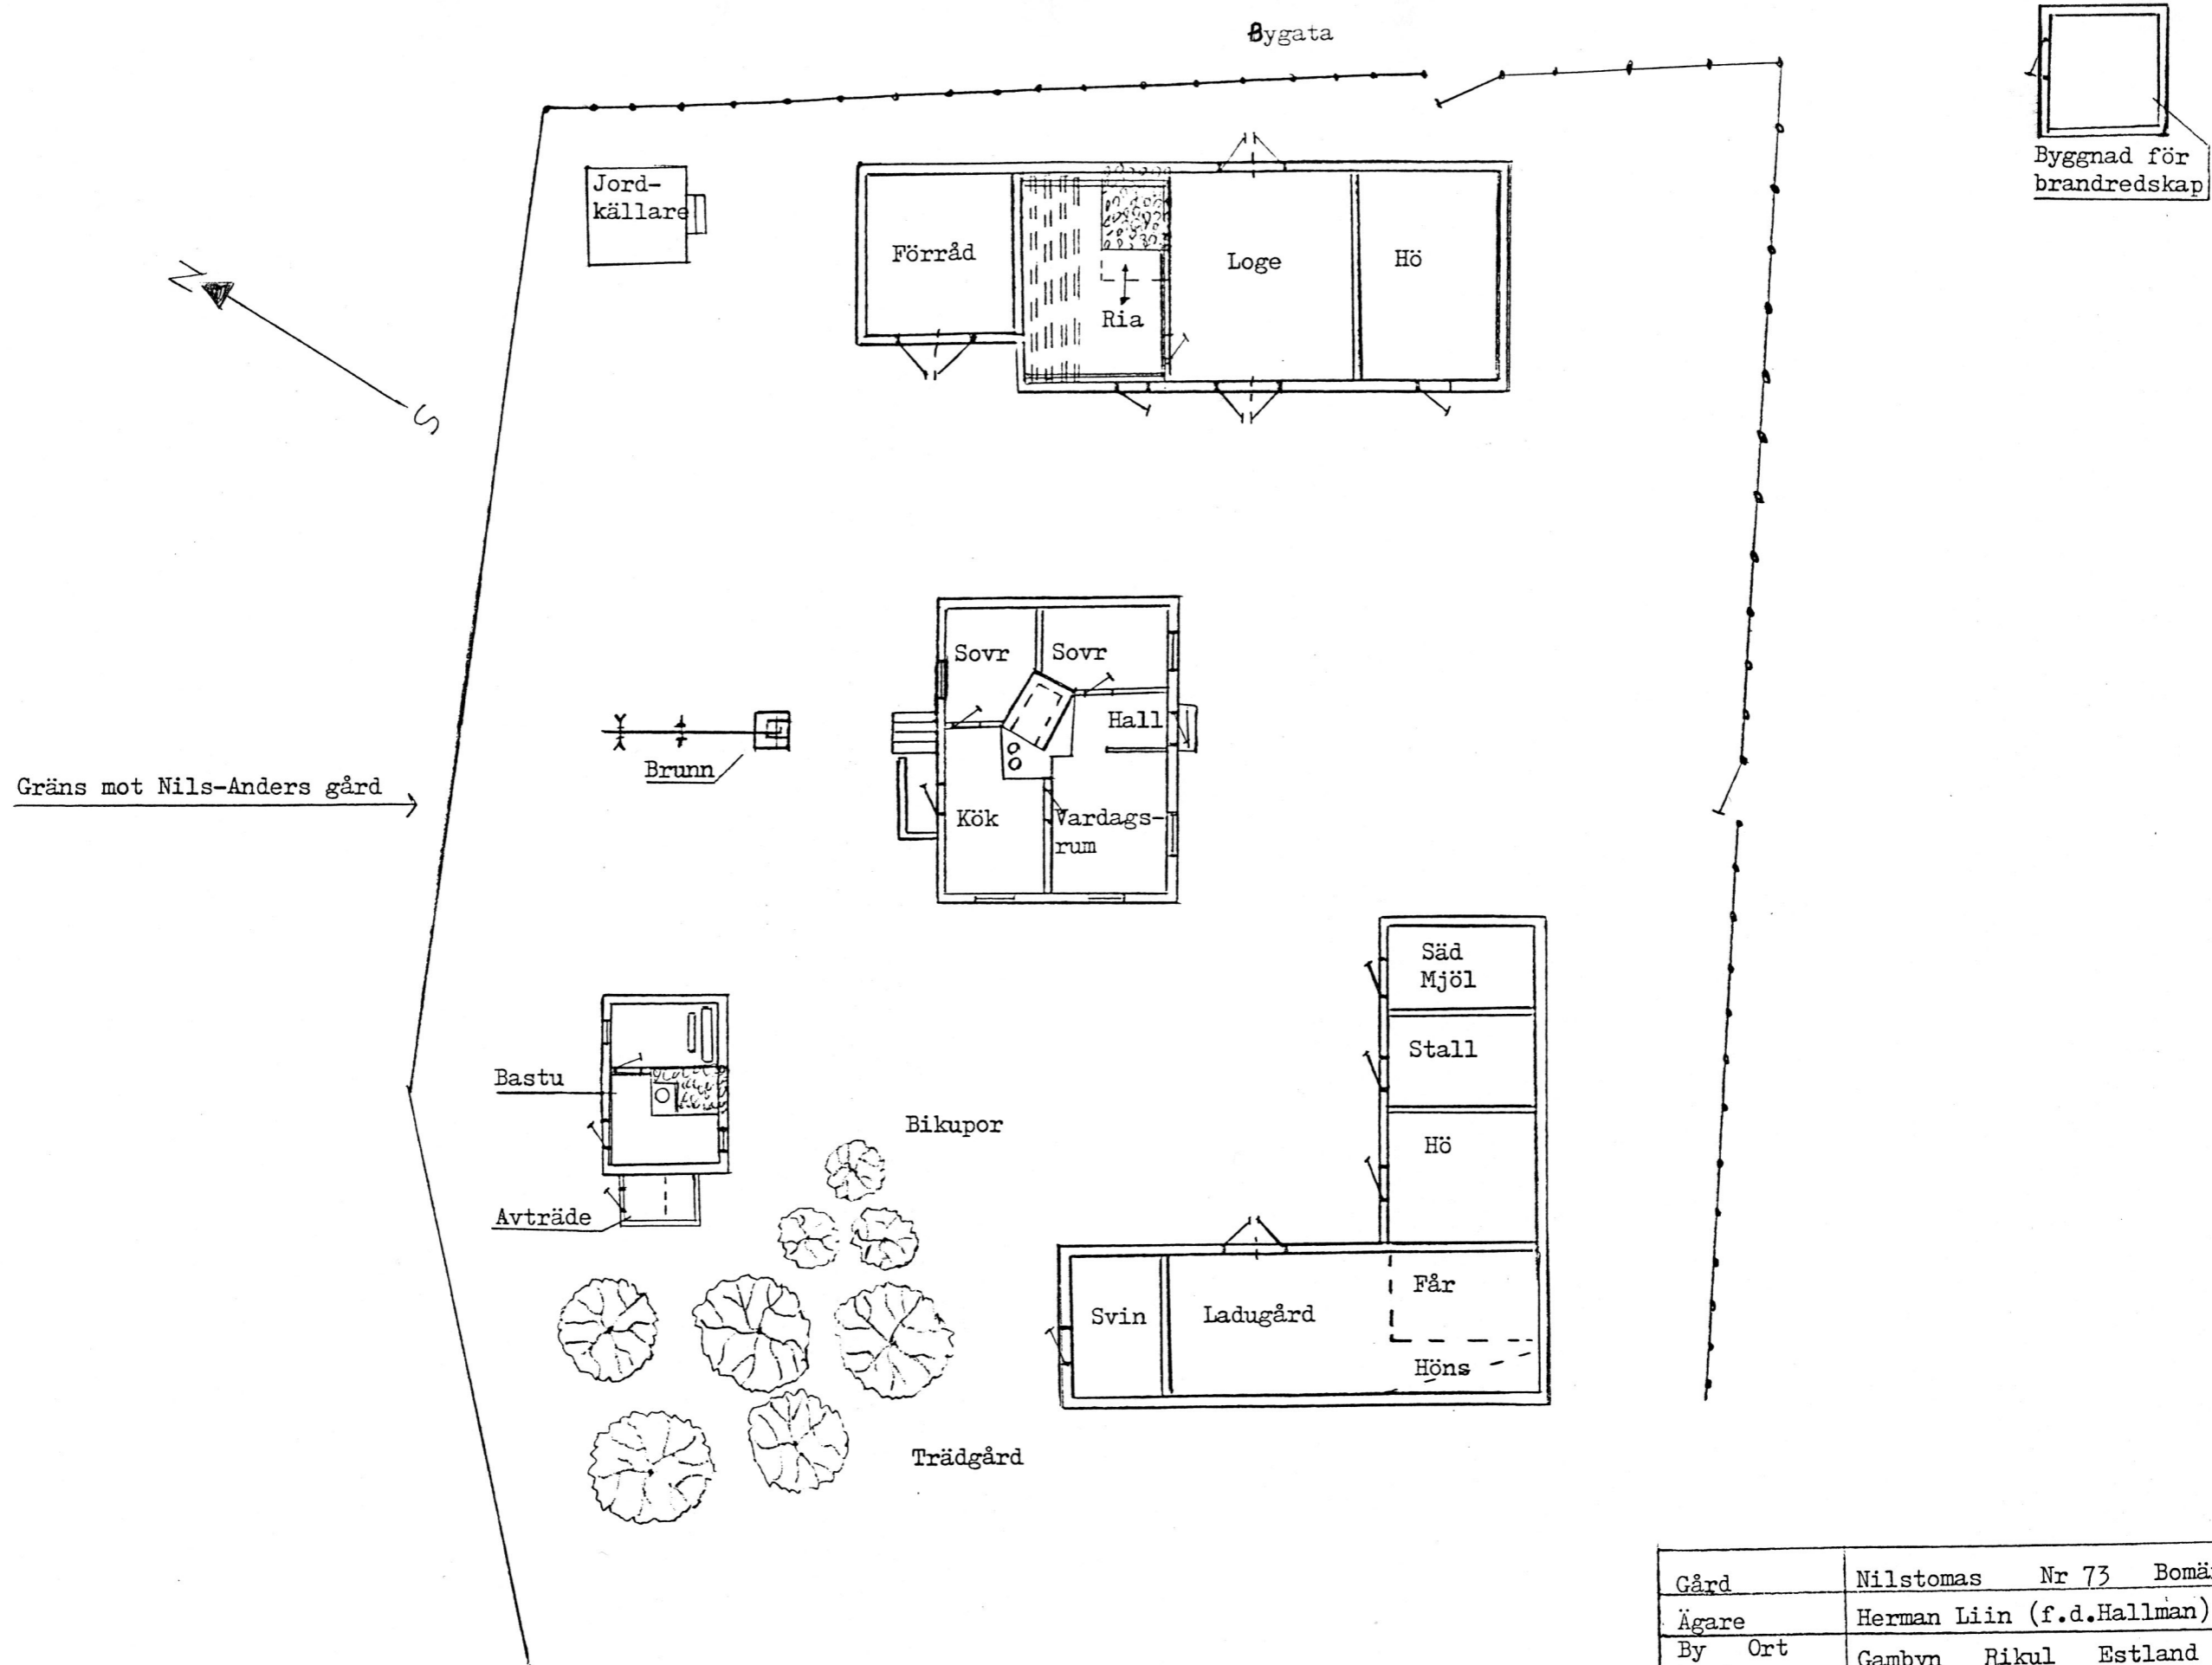 Bygata
Byggnad för
brandredskap
Jord-
källare
Förråd
Ria
Loge
Hö
N
S
Sovr
Sovr
Hall
Kök
Vardags-
rum
Brunn
Gräns mot Nils-Anders gård
Säd
Mjöl
Stall
Hö
Bastu
Avträde
Bikupor
Får
Svin
Ladugård
Höns
Trädgård
Gård Nilstomas Nr 73
Ägare Herman Liin (f.d.Hallman)
By Ort Gambyn Rikul Estland